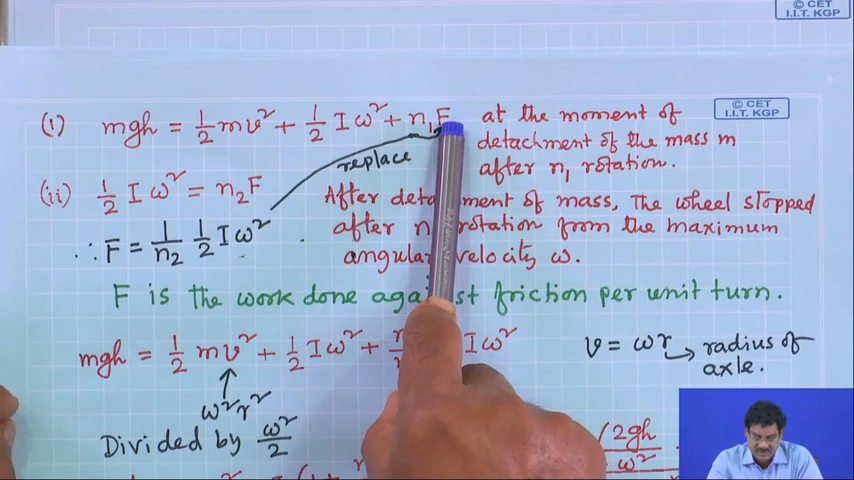 © CET
I.I.T. KGP
(i) mgh = 1/2 mv² + 1/2 Iω² + n₁F at the moment of
© CET
I.I.T. KGP
detachment of the mass m
replace after n₁ rotation.
(ii) 1/2 Iω² = n₂F After detachment of mass, The wheel stopped
∴ F = 1/n₂ 1/2 Iω² after n rotation from the maximum
angular velocity ω.
F is the work done against friction per unit turn.
mgh = 1/2 mv² + 1/2 Iω² + Iω² v = ωr → radius of
axle.
ω²r²
Divided by ω²/2
2gh
ω²